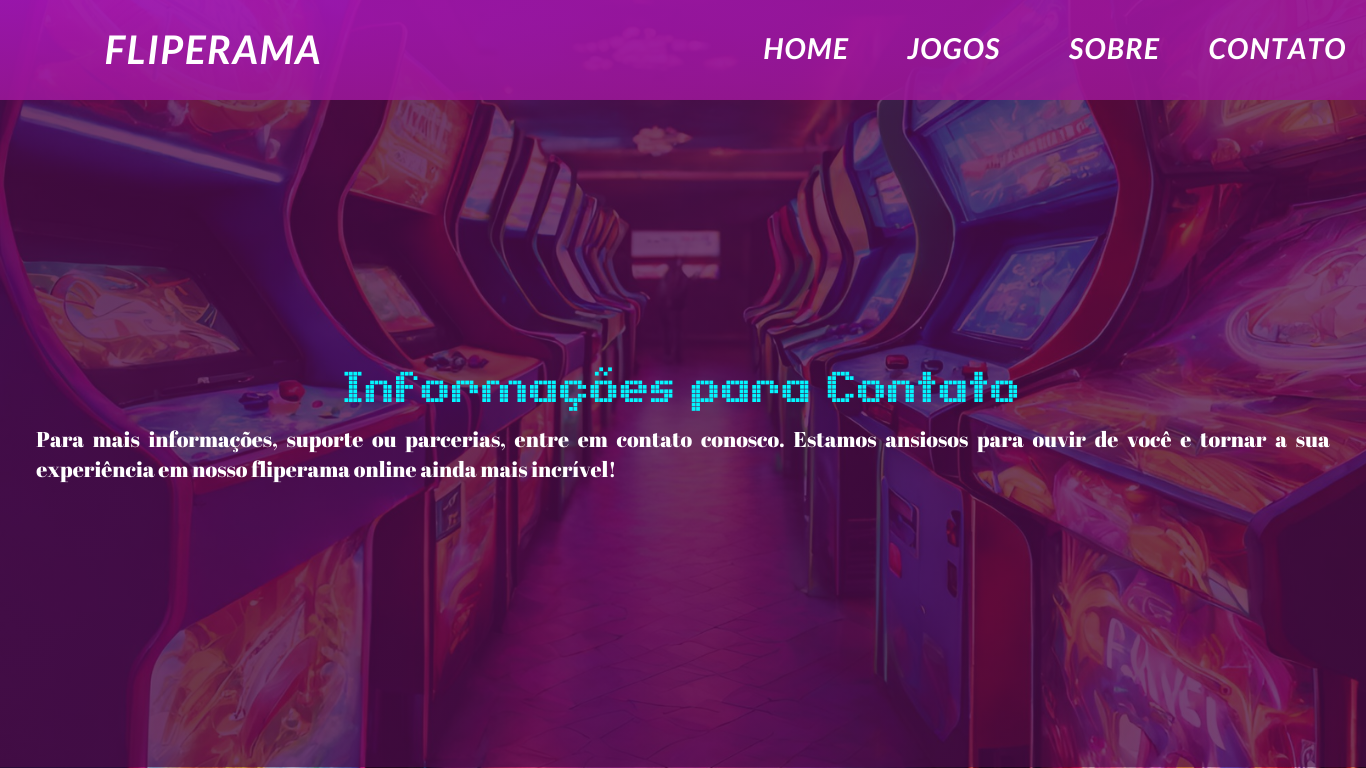 FLIPERAMA HOME JOGOS SOBRE CONTATO
Informações para Contato
Para mais informações, suporte ou parcerias, entre em contato conosco. Estamos ansiosos para ouvir de você e tornar a sua
experiência em nosso fliperama online ainda mais incrível!